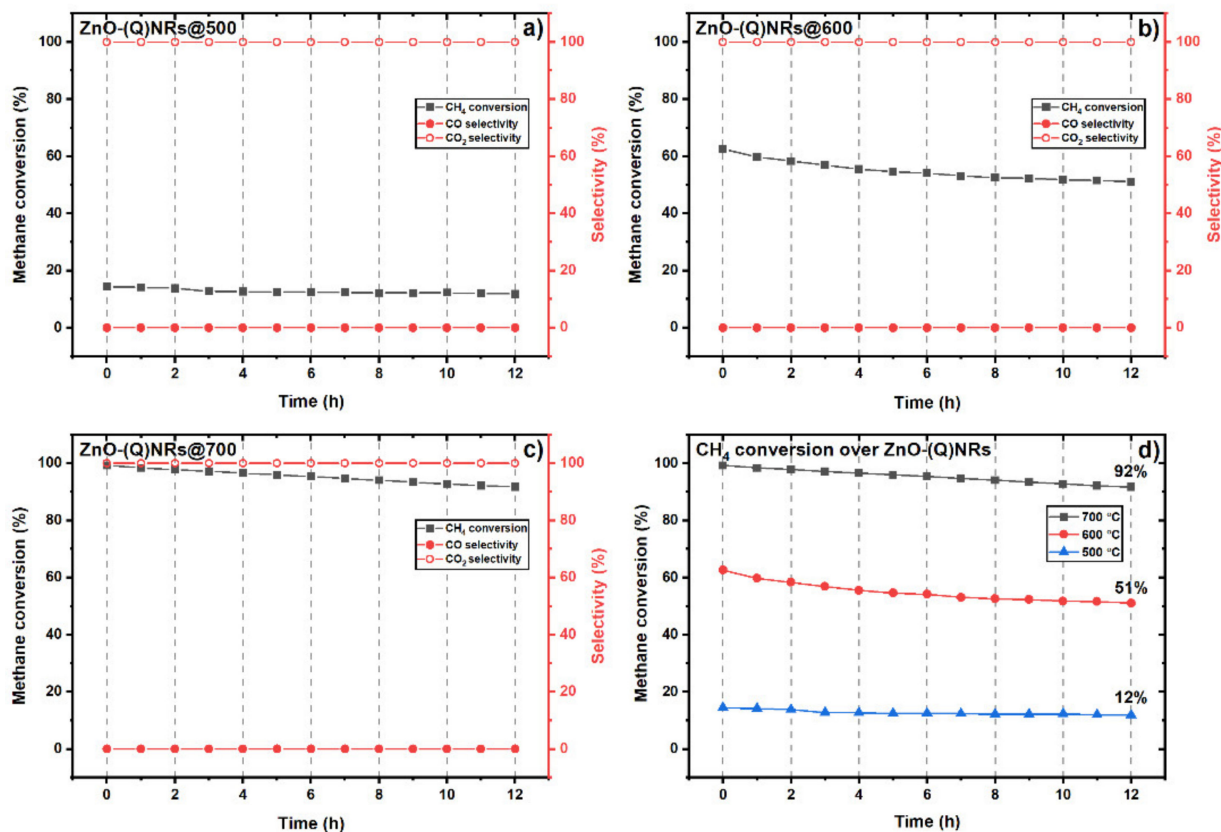 ZnO-(Q)NRs@500
a)
100
80
60
40
20
0
Methane conversion (%)
CH₄ conversion
CO selectivity
CO₂ selectivity
100
80
60
40
20
0
Selectivity (%)
0 2 4 6 8 10 12
Time (h)
ZnO-(Q)NRs@600
b)
100
80
60
40
20
0
Methane conversion (%)
CH₄ conversion
CO selectivity
CO₂ selectivity
100
80
60
40
20
0
Selectivity (%)
0 2 4 6 8 10 12
Time (h)
ZnO-(Q)NRs@700
c)
100
80
60
40
20
0
Methane conversion (%)
CH₄ conversion
CO selectivity
CO₂ selectivity
100
80
60
40
20
0
Selectivity (%)
0 2 4 6 8 10 12
Time (h)
CH₄ conversion over ZnO-(Q)NRs
d)
100
80
60
40
20
0
Methane conversion (%)
92%
700 °C
600 °C
500 °C
51%
12%
0 2 4 6 8 10 12
Time (h)